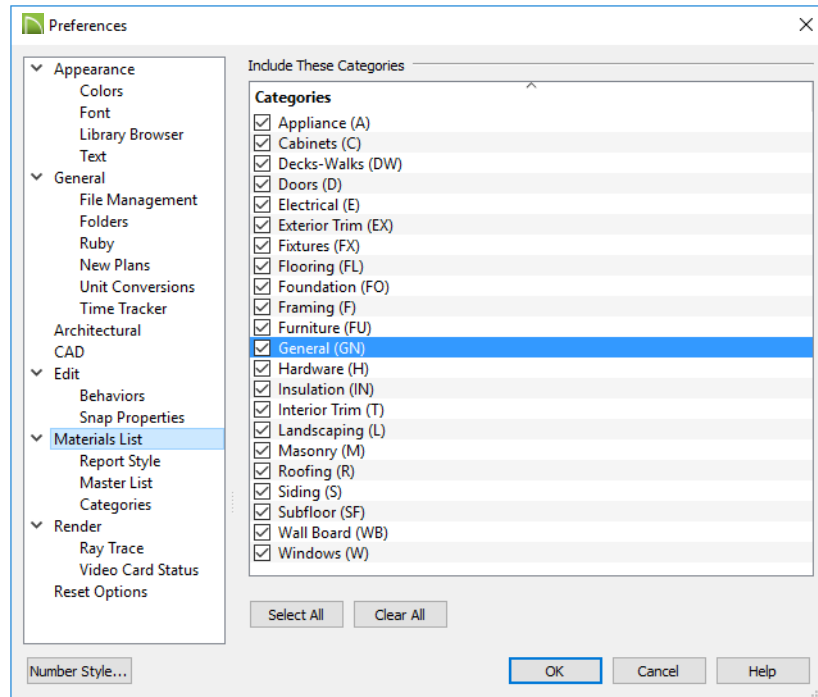 Preferences
Appearance
Colors
Font
Library Browser
Text
General
File Management
Folders
Ruby
New Plans
Unit Conversions
Time Tracker
Architectural
CAD
Edit
Behaviors
Snap Properties
Materials List
Report Style
Master List
Categories
Render
Ray Trace
Video Card Status
Reset Options
Include These Categories
Categories
Appliance (A)
Cabinets (C)
Decks-Walks (DW)
Doors (D)
Electrical (E)
Exterior Trim (EX)
Fixtures (FX)
Flooring (FL)
Foundation (FO)
Framing (F)
Furniture (FU)
General (GN)
Hardware (H)
Insulation (IN)
Interior Trim (T)
Landscaping (L)
Masonry (M)
Roofing (R)
Siding (S)
Subfloor (SF)
Wall Board (WB)
Windows (W)
Select All
Clear All
Number Style...
OK
Cancel
Help